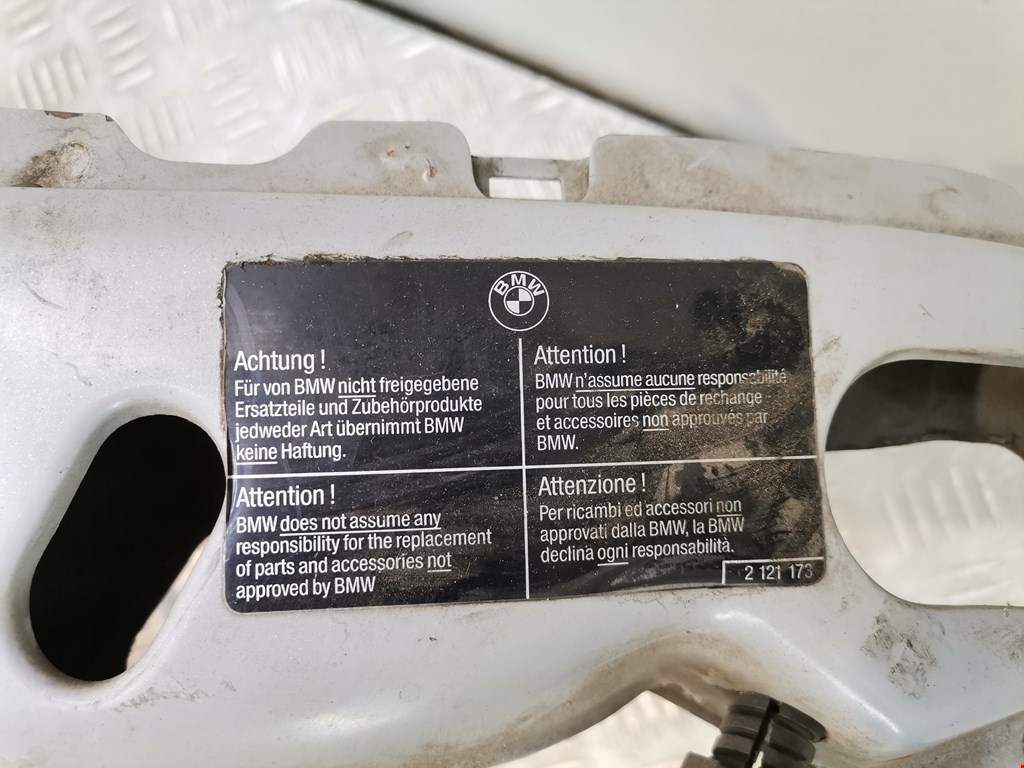 BMW
Achtung !
Für von BMW nicht freigegebene
Ersatzteile und Zubehörprodukte
jedweder Art übernimmt BMW
keine Haftung.
Attention !
BMW n'assume aucune responsabilité
pour tous les pièces de rechange
et accessoires non approuvés par
BMW.
Attention !
BMW does not assume any
responsibility for the replacement
of parts and accessories not
approved by BMW
Attenzione !
Per ricambi ed accessori non
approvati dalla BMW, la BMW
declina ogni responsabilità.
2 121 173